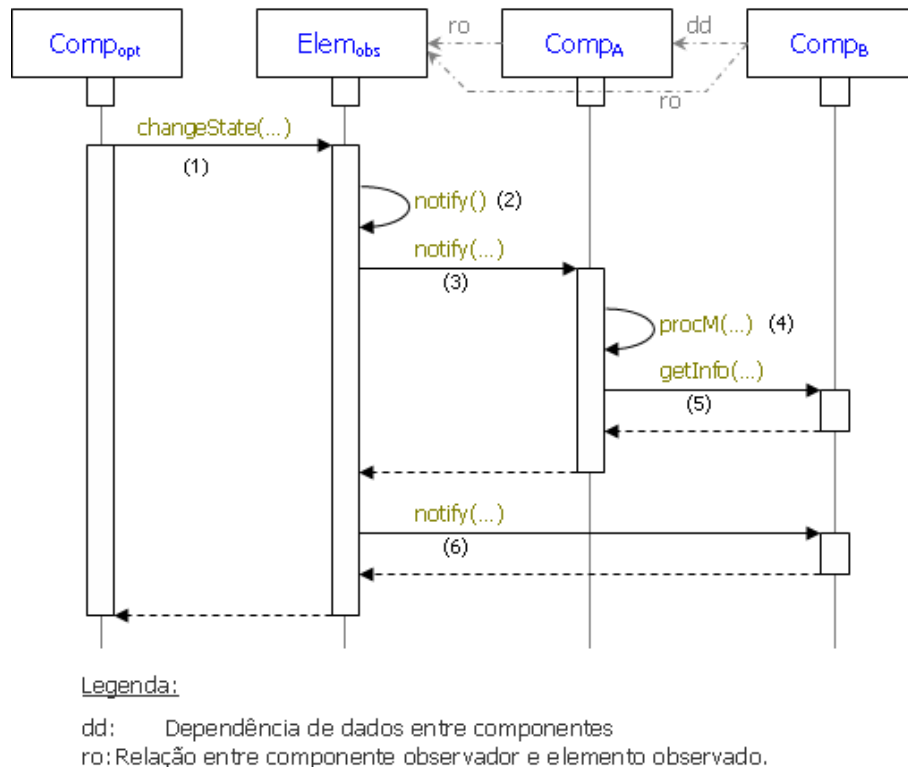 Comp_opt Elem_obs ro Comp_A dd Comp_B
ro
changeState(...)
(1)
notify() (2)
notify(...)
(3)
procM(...) (4)
getInfo(...)
(5)
notify(...)
(6)
Legenda:
dd: Dependência de dados entre componentes
ro: Relação entre componente observador e elemento observado.